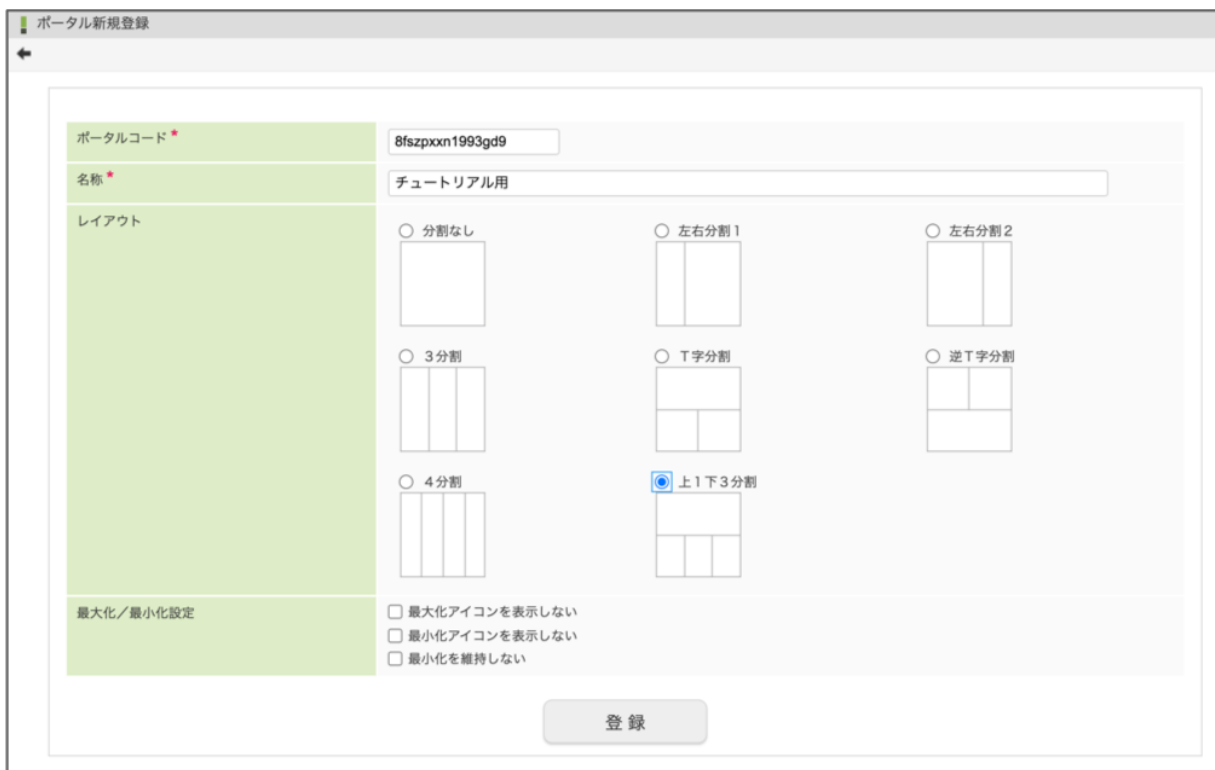 ポータル新規登録
ポータルコード*
8fszpxxn1993gd9
名称*
チュートリアル用
レイアウト
分割なし
左右分割1
左右分割2
3分割
T字分割
逆T字分割
4分割
上1下3分割
最大化／最小化設定
最大化アイコンを表示しない
最小化アイコンを表示しない
最小化を維持しない
登録